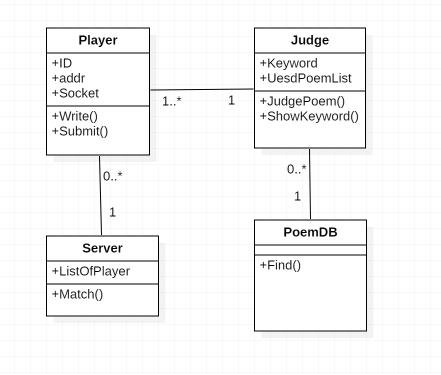 Player
+ID
+addr
+Socket
+Write()
+Submit()
Judge
+Keyword
+UesdPoemList
+JudgePoem()
+ShowKeyword()
1..*
1
0..*
1
0..*
1
Server
+ListOfPlayer
+Match()
PoemDB
+Find()